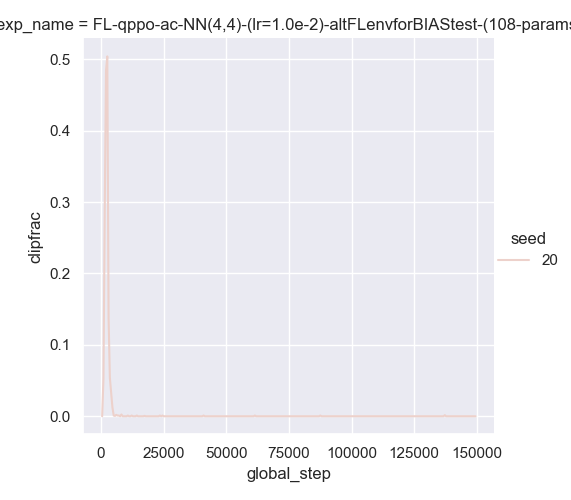 exp_name = FL-qppo-ac-NN(4,4)-(lr=1.0e-2)-altFLenvforBIAStest-(108-params
0.5
0.4
0.3
0.2
0.1
0.0
clipfrac
seed
20
0 25000 50000 75000 100000 125000 150000
global_step